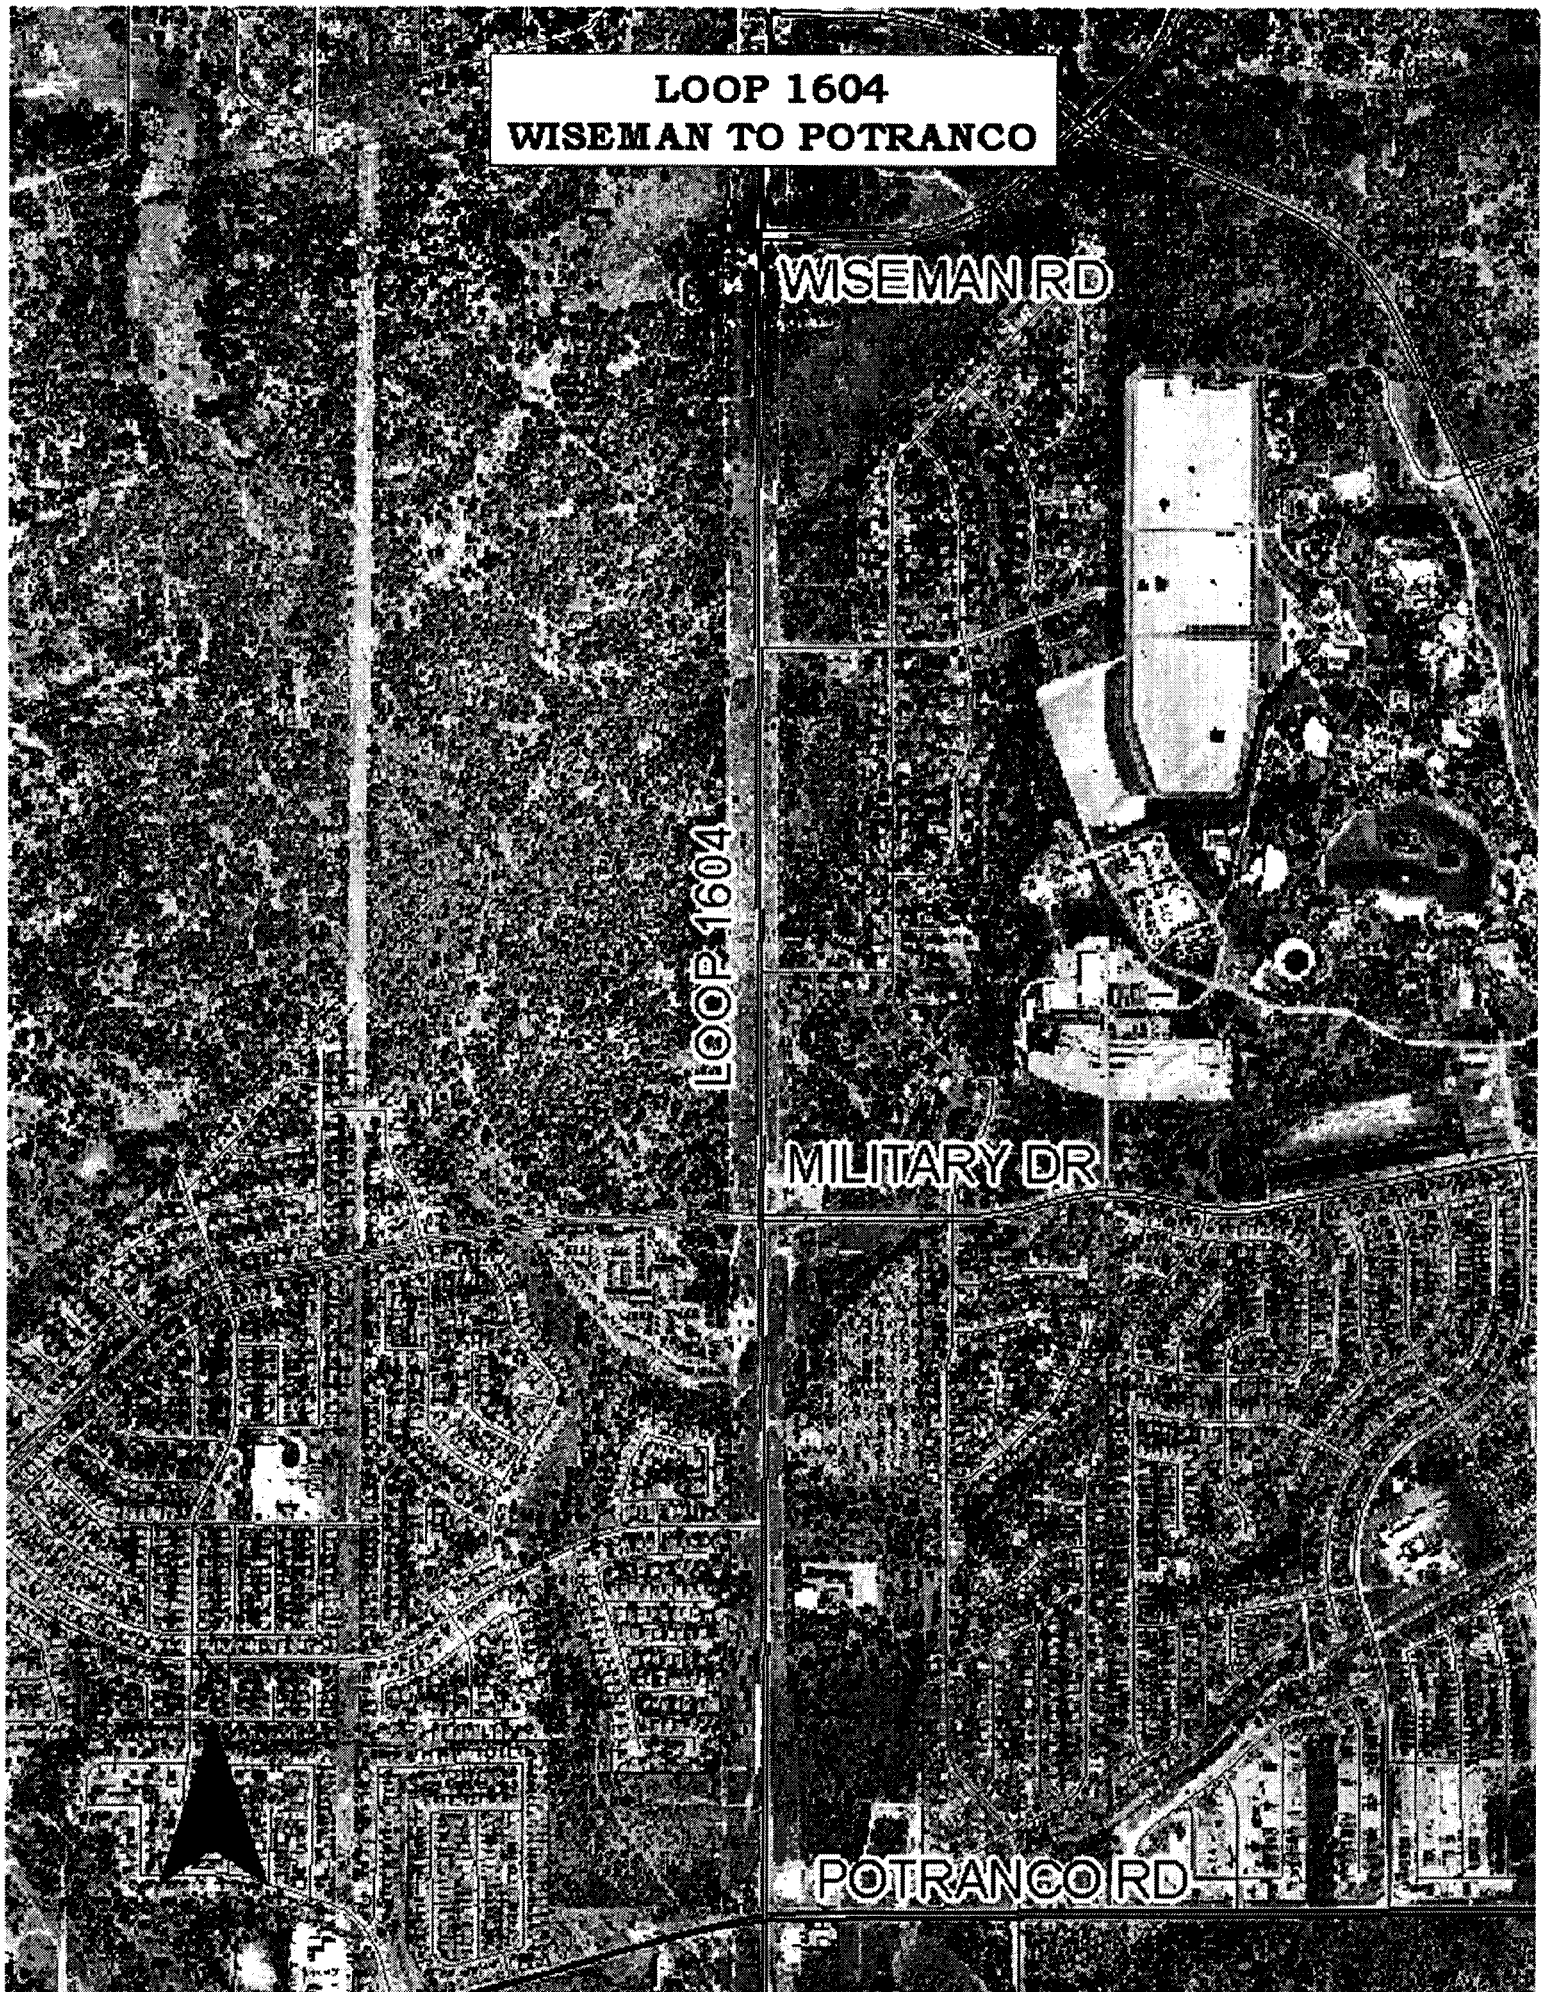 LOOP 1604
WISEMAN TO POTRANCO
WISEMAN RD
LOOP 1604
MILITARY DR
POTRANCO RD